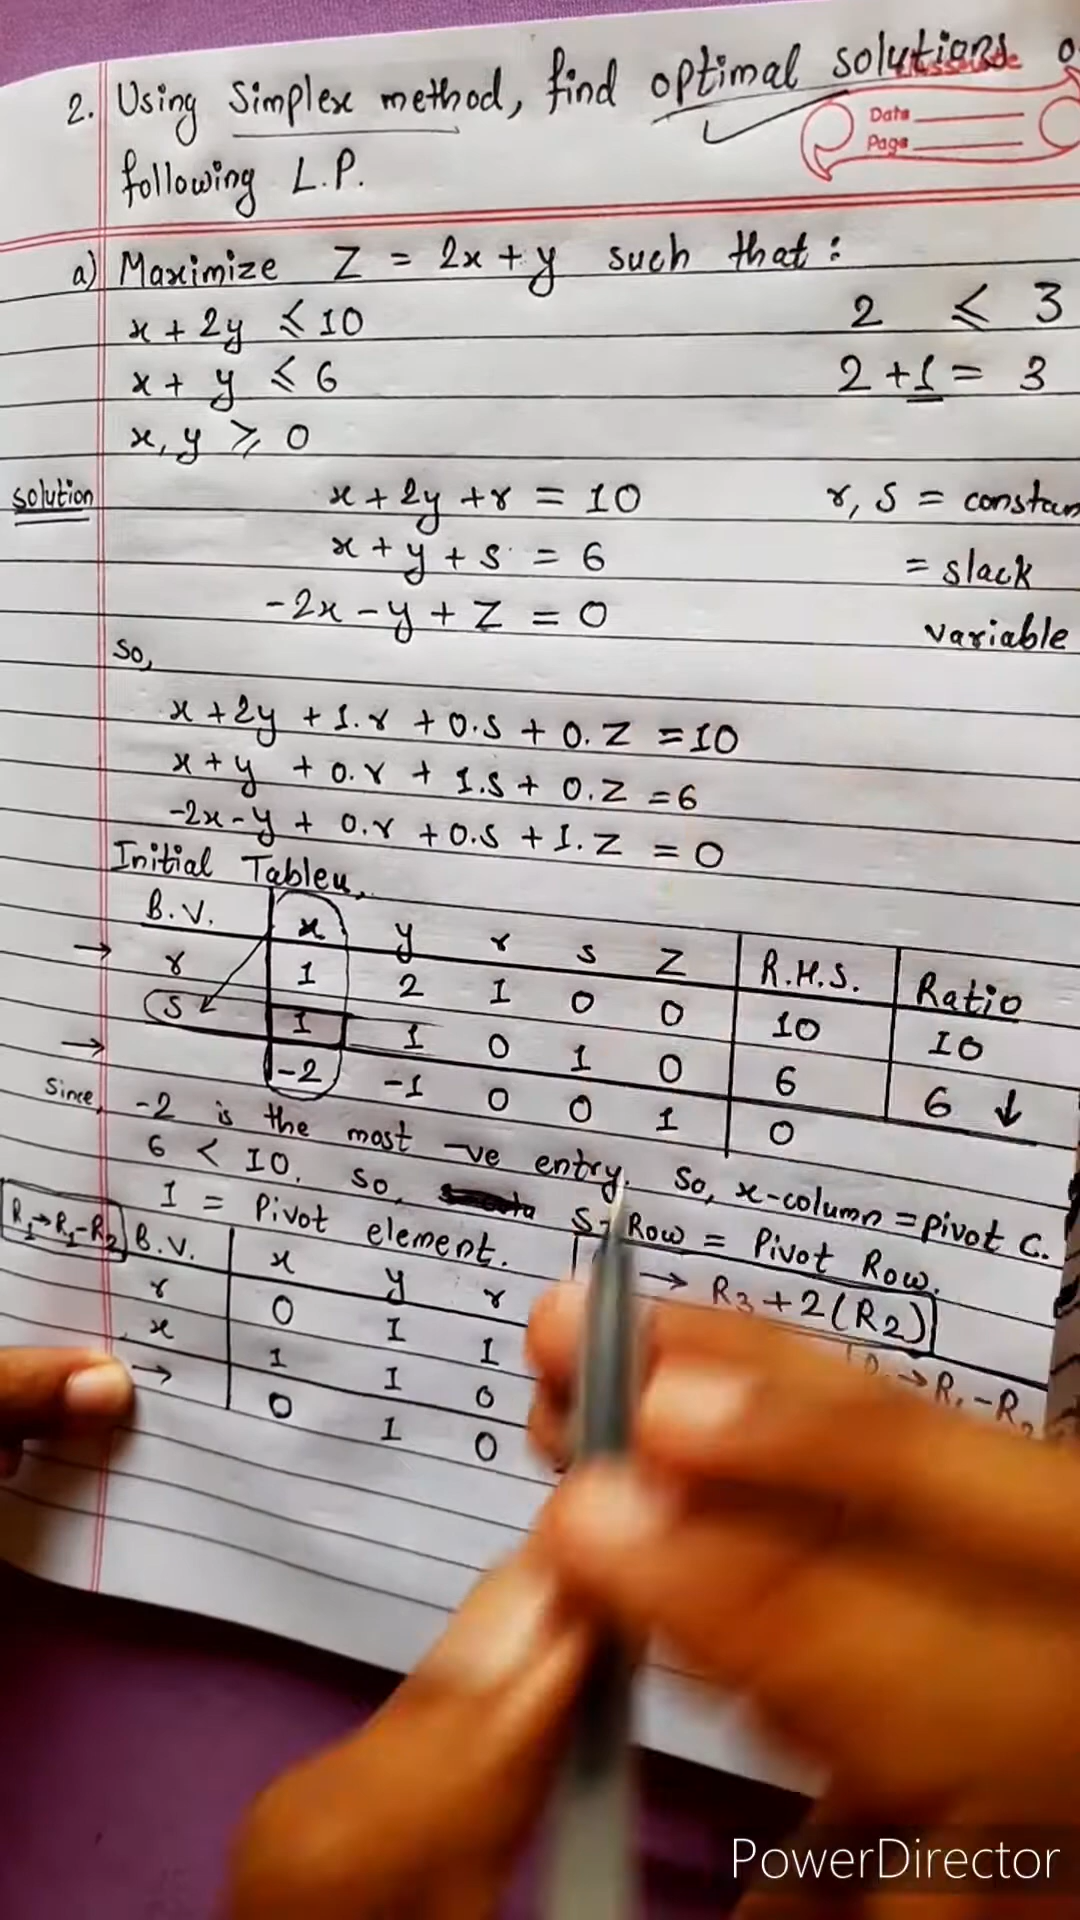 2. Using Simplex method, find optimal solutions
Date
Page
following L.P.
a) Maximize Z = 2x + y such that :
x + 2y ≤ 10
2 ≤ 3
x + y ≤ 6
2 + 1 = 3
x, y ≥ 0
solution
x + 2y + r = 10
r, s = constan
x + y + s = 6
= slack
-2x - y + Z = 0
variable
So,
x + 2y + 1.r + 0.s + 0.Z = 10
x + y + 0.r + 1.s + 0.Z = 6
-2x - y + 0.r + 0.s + 1.Z = 0
Initial Tableu,
B.V. x y r s Z R.H.S. Ratio
→ r 1 2 1 0 0 10 10
s 1 1 0 1 0 6 6 ↓
→ -2 -1 0 0 1 0
Since, -2 is the most -ve entry. So, x-column = pivot C.
6 < 10. So, S-Row = Pivot Row.
1 = Pivot element.
→ R3 + 2(R2)
R1→R1-R2
B.V. x y r
→R1-R2
r 0 1 1
x 1 1 0
→ 0 1 0
PowerDirector